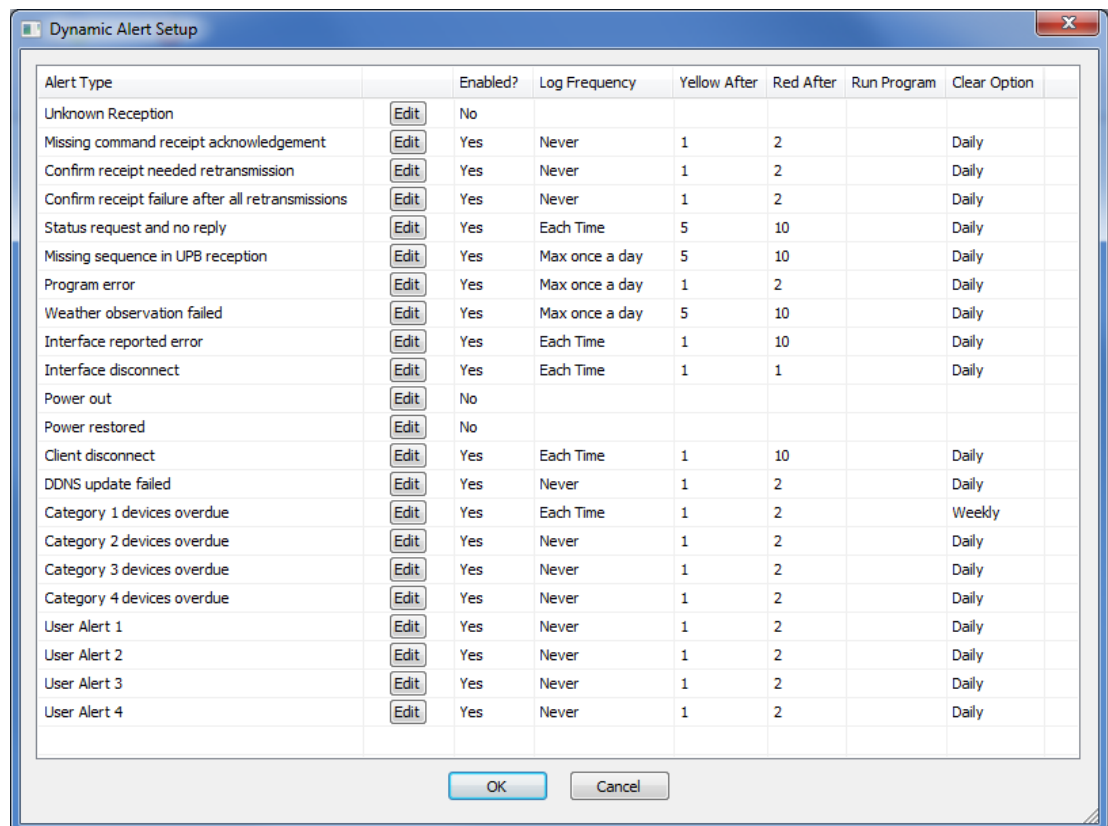 Dynamic Alert Setup
x
Alert Type Enabled? Log Frequency Yellow After Red After Run Program Clear Option
Unknown Reception Edit No
Missing command receipt acknowledgement Edit Yes Never 1 2 Daily
Confirm receipt needed retransmission Edit Yes Never 1 2 Daily
Confirm receipt failure after all retransmissions Edit Yes Never 1 2 Daily
Status request and no reply Edit Yes Each Time 5 10 Daily
Missing sequence in UPB reception Edit Yes Max once a day 5 10 Daily
Program error Edit Yes Max once a day 1 2 Daily
Weather observation failed Edit Yes Max once a day 5 10 Daily
Interface reported error Edit Yes Each Time 1 10 Daily
Interface disconnect Edit Yes Each Time 1 1 Daily
Power out Edit No
Power restored Edit No
Client disconnect Edit Yes Each Time 1 10 Daily
DDNS update failed Edit Yes Never 1 2 Daily
Category 1 devices overdue Edit Yes Each Time 1 2 Weekly
Category 2 devices overdue Edit Yes Never 1 2 Daily
Category 3 devices overdue Edit Yes Never 1 2 Daily
Category 4 devices overdue Edit Yes Never 1 2 Daily
User Alert 1 Edit Yes Never 1 2 Daily
User Alert 2 Edit Yes Never 1 2 Daily
User Alert 3 Edit Yes Never 1 2 Daily
User Alert 4 Edit Yes Never 1 2 Daily
OK Cancel